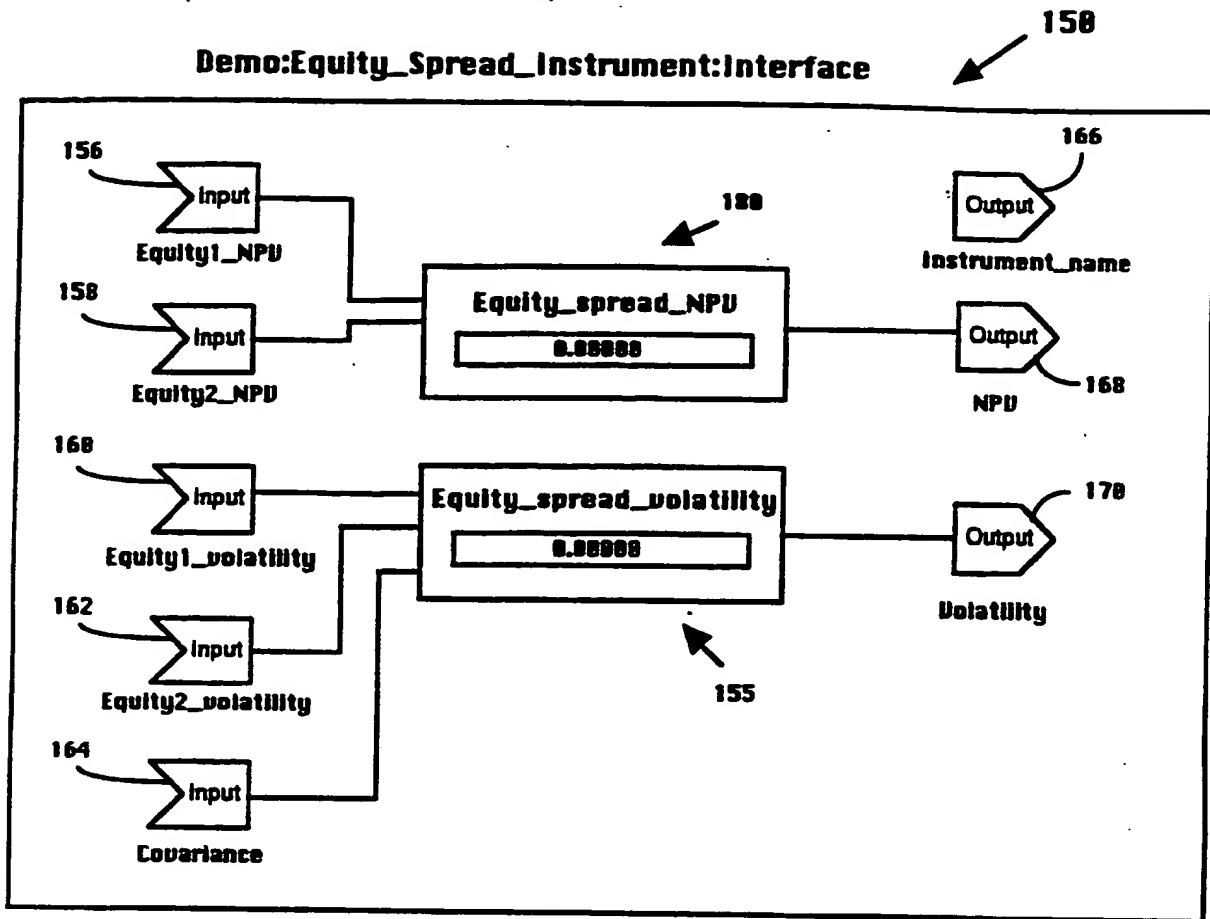 150
Demo:Equity_Spread_Instrument:Interface
156
Input
Equity1_NPV
158
Input
Equity2_NPV
160
Input
Equity1_volatility
162
Input
Equity2_volatility
164
Input
Covariance
180
Equity_spread_NPV
0.00000
Equity_spread_volatility
0.00000
155
166
Output
Instrument_name
Output
168
NPV
170
Output
Volatility